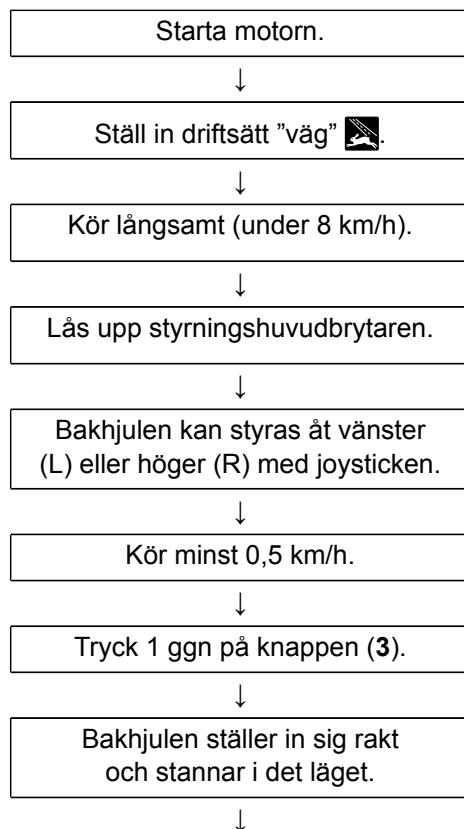 Starta motorn.
↓
Ställ in driftsätt ”väg” .
↓
Kör långsamt (under 8 km/h).
↓
Lås upp styrningshuvudbrytaren.
↓
Bakhjulen kan styras åt vänster
(L) eller höger (R) med joysticken.
↓
Kör minst 0,5 km/h.
↓
Tryck 1 ggn på knappen (3).
↓
Bakhjulen ställer in sig rakt
och stannar i det läget.
↓